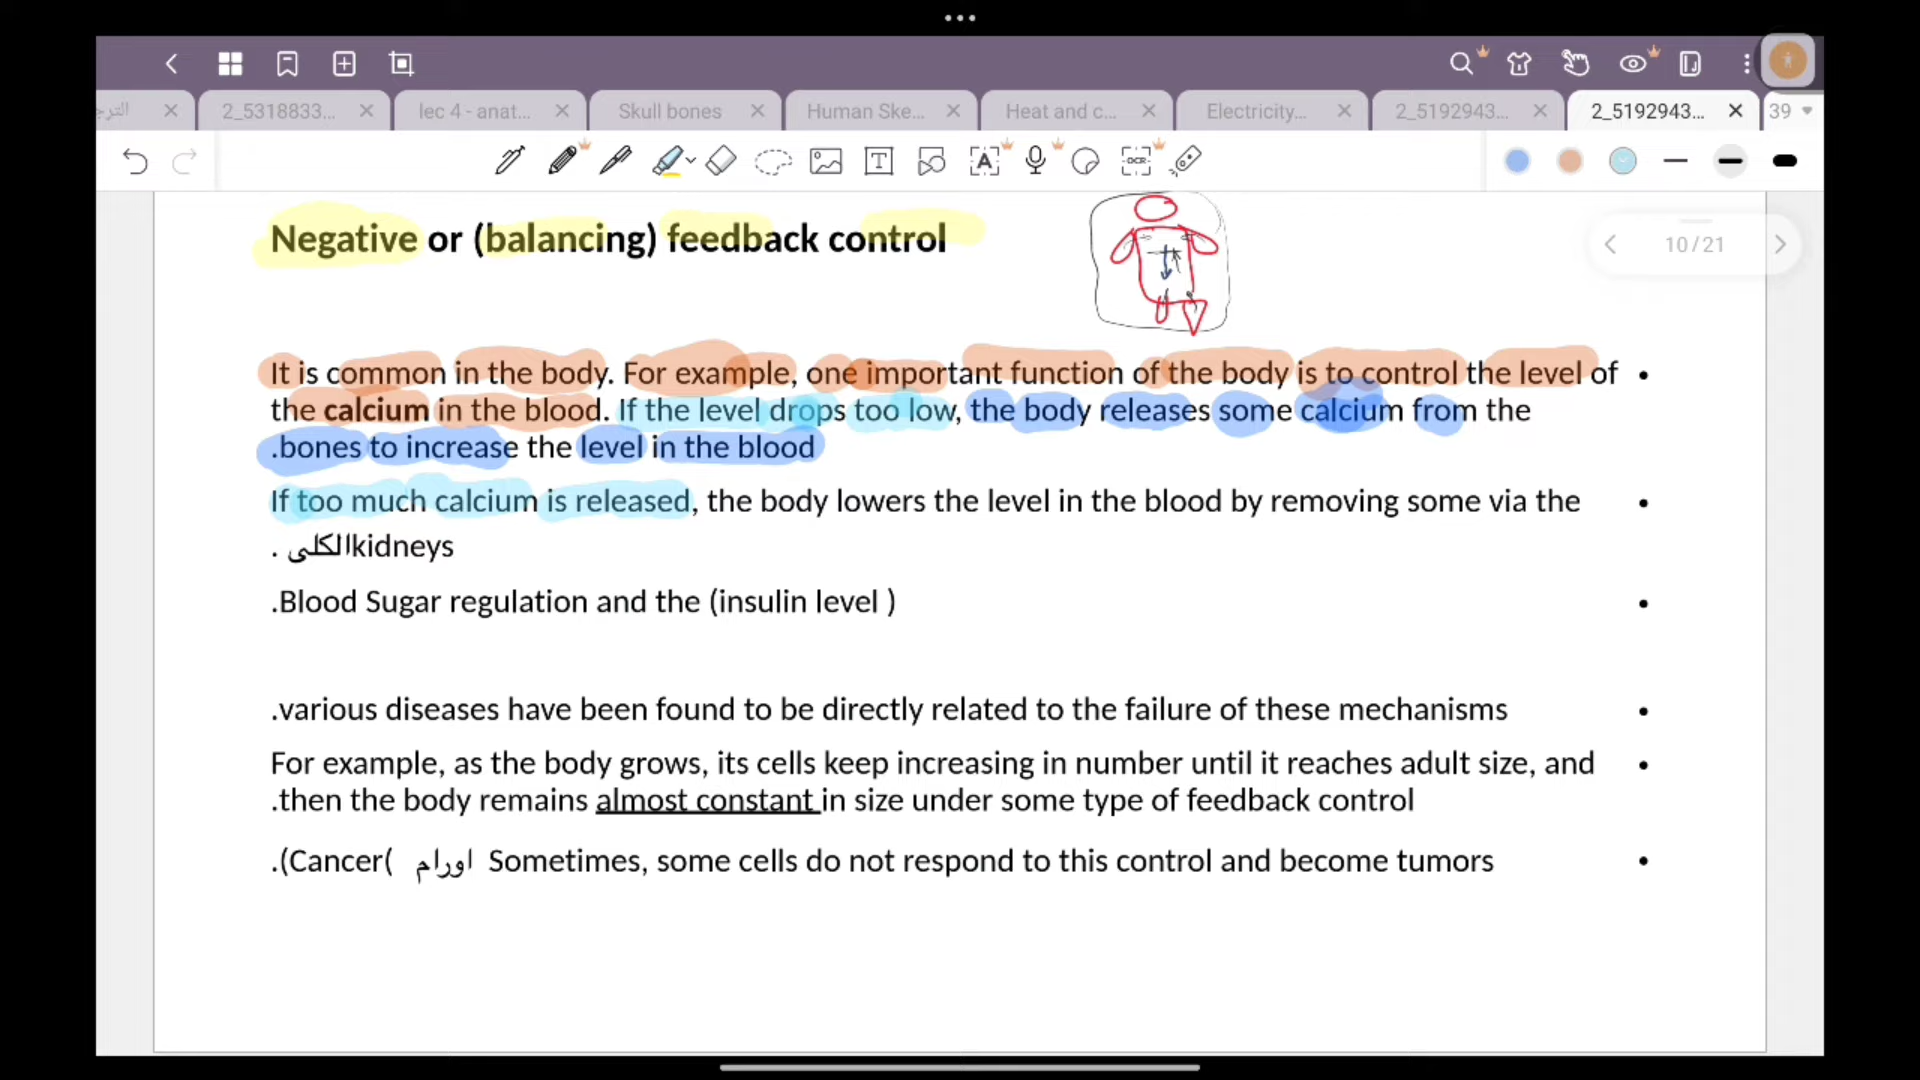 الترج
2_5318833...
lec 4 - anat...
Skull bones
Human Ske...
Heat and c...
Electricity...
2_5192943...
2_5192943...
39
T
A
OCR
10/21
Negative or (balancing) feedback control
It is common in the body. For example, one important function of the body is to control the level of •
the calcium in the blood. If the level drops too low, the body releases some calcium from the
.bones to increase the level in the blood
If too much calcium is released, the body lowers the level in the blood by removing some via the •
. الكلىkidneys
.Blood Sugar regulation and the (insulin level ) •
.various diseases have been found to be directly related to the failure of these mechanisms •
For example, as the body grows, its cells keep increasing in number until it reaches adult size, and •
.then the body remains almost constant in size under some type of feedback control
.(Cancer( اورام Sometimes, some cells do not respond to this control and become tumors •